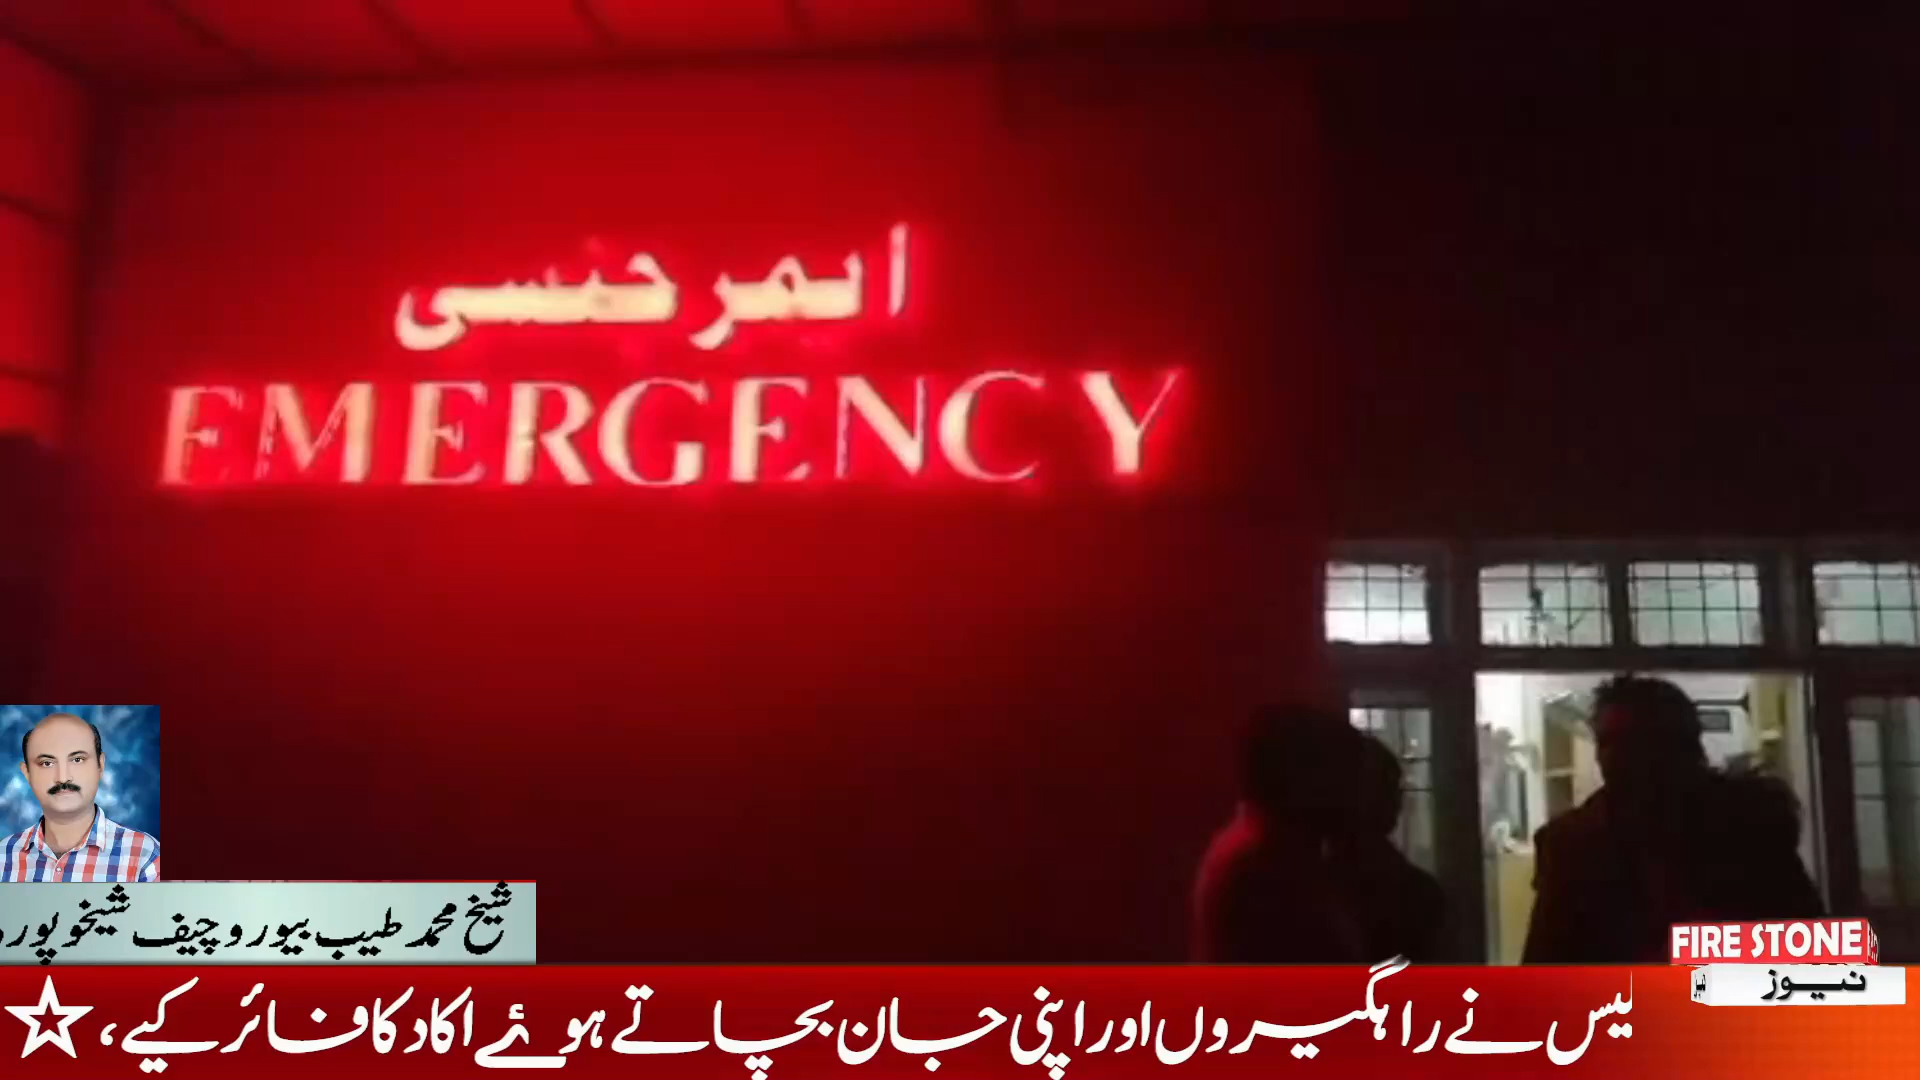 ایمرجنسی
EMERGENCY
شیخ محمد طیب بیورو چیف شیخوپورہ
FIRE STONE
نیوز
لیس نے راہگیروں اور اپنی جان بچاتے ہوئے اکا دکا فائر کیے،